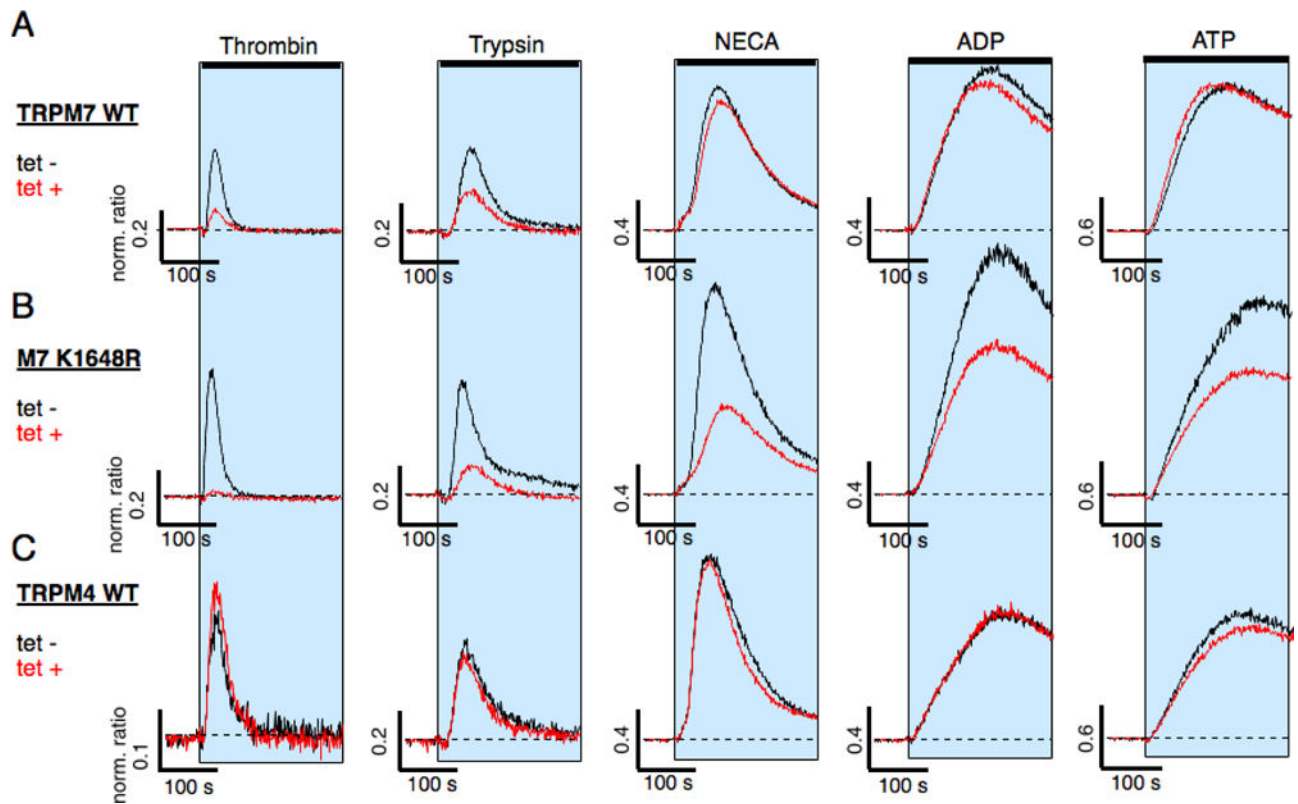 A
Thrombin
Trypsin
NECA
ADP
ATP
TRPM7 WT
tet -
tet +
norm. ratio
0.2
100 s
0.2
100 s
0.4
100 s
0.4
100 s
0.6
100 s
B
M7 K1648R
tet -
tet +
norm. ratio
0.2
100 s
0.2
100 s
0.4
100 s
0.4
100 s
0.6
100 s
C
TRPM4 WT
tet -
tet +
norm. ratio
0.1
100 s
0.2
100 s
0.4
100 s
0.4
100 s
0.6
100 s